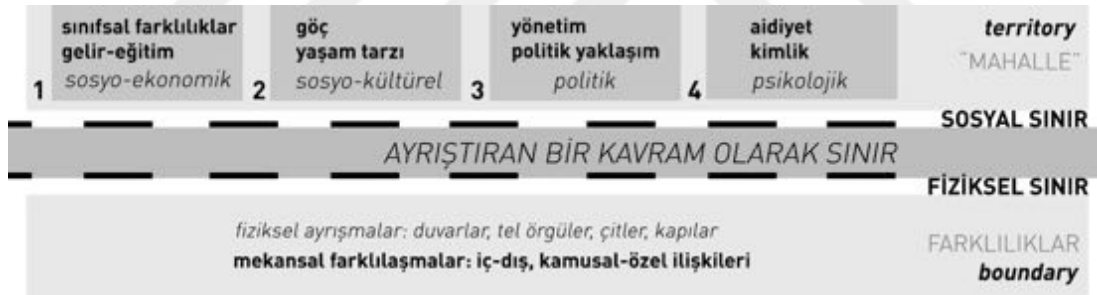 1
sınıfsal farklılıklar
gelir-eğitim
sosyo-ekonomik
2
göç
yaşam tarzı
sosyo-kültürel
3
yönetim
politik yaklaşım
politik
4
aidiyet
kimlik
psikolojik
territory
"MAHALLE"
SOSYAL SINIR
AYRIŞTIRAN BİR KAVRAM OLARAK SINIR
FİZİKSEL SINIR
fiziksel ayrışmalar: duvarlar, tel örgüler, çitler, kapılar
mekansal farklılaşmalar: iç-dış, kamusal-özel ilişkileri
FARKLILIKLAR
boundary